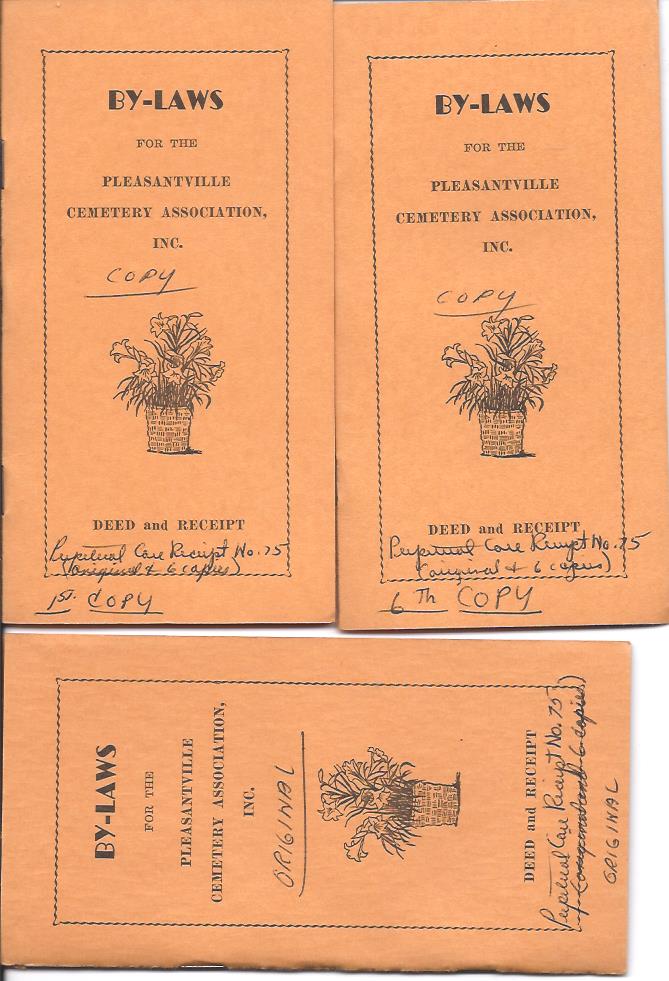 BY-LAWS
FOR THE
PLEASANTVILLE
CEMETERY ASSOCIATION,
INC.
COPY
DEED and RECEIPT
Perpetual Care Receipt No. 75
(original + 6 copies)
1ST. COPY
BY-LAWS
FOR THE
PLEASANTVILLE
CEMETERY ASSOCIATION,
INC.
COPY
DEED and RECEIPT
Perpetual Care Receipt No. 75
(original + 6 copies)
6 Th COPY
BY-LAWS
FOR THE
PLEASANTVILLE
CEMETERY ASSOCIATION,
INC.
ORIGINAL
DEED and RECEIPT
Perpetual Care Receipt No. 75
(original and 6 copies)
ORIGINAL